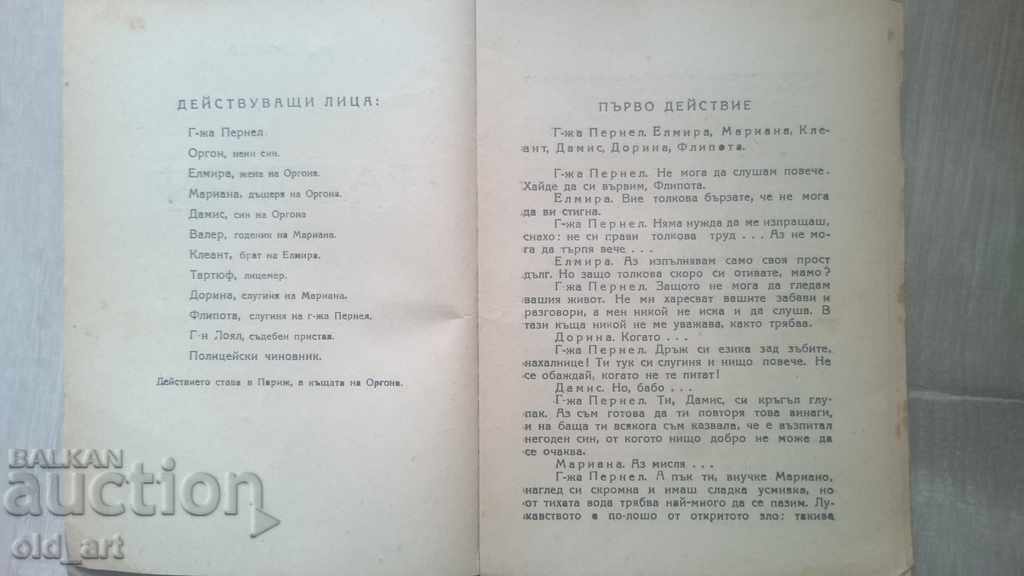 ДЕЙСТВУВАЩИ ЛИЦА:
Г-жа Пернел
Оргон, неин син.
Елмира, жена на Оргона.
Мариана, дъщеря на Оргона.
Дамис, син на Оргона
Валер, годеник на Мариана.
Клеант, брат на Елмира.
Тартюф, лицемер.
Дорина, слугиня на Мариана.
Флипота, слугиня на г-жа Пернел.
Г-н Лоял, съдебен пристав.
Полицейски чиновник.
Действието става в Париж, в къщата на Оргона.
ПЪРВО ДЕЙСТВИЕ
Г-жа Пернел. Елмира, Мариана, Кле-
ант, Дамис, Дорина, Флипота.
Г-жа Пернел. Не мога да слушам повече.
Хайде да си вървим, Флипота.
Елмира. Вие толкова бързате, че не мога
да ви стигна.
Г-жа Пернел. Няма нужда да ме изпращаш,
снахо: не си прави толкова труд . . . Аз не мо-
га да търпя вече . . .
Елмира. Аз изпълнявам само своя прост
дълг. Но защо толкова скоро си отивате, мамо?
Г-жа Пернел. Защото не мога да гледам
вашия живот. Не ми харесват вашите забави и
разговори, а мен никой не иска и да слуша. В
тази къща никой не ме уважава, както трябва.
Дорина. Когато . . .
Г-жа Пернел. Дръж си езика зад зъбите,
нахалнице! Ти тук си слугиня и нищо повече. Не
се обаждай, когато не те питат!
Дамис. Но, бабо . . .
Г-жа Пернел. Ти, Дамис, си кръгъл глу-
пак. Аз съм готова да ти повторя това винаги,
и на баща ти всякога съм казвала, че е възпитал
негоден син, от когото нищо добро не може да
се очаква.
Мариана. Аз мисля . . .
Г-жа Пернел. А пък ти, внучке Мариано,
наглед си скромна и имаш сладка усмивка, но
от тихата вода трябва най-много да се пазим. Лу-
кавството е по-лошо от откритото зло: такива
BALKAN
auction
old_art